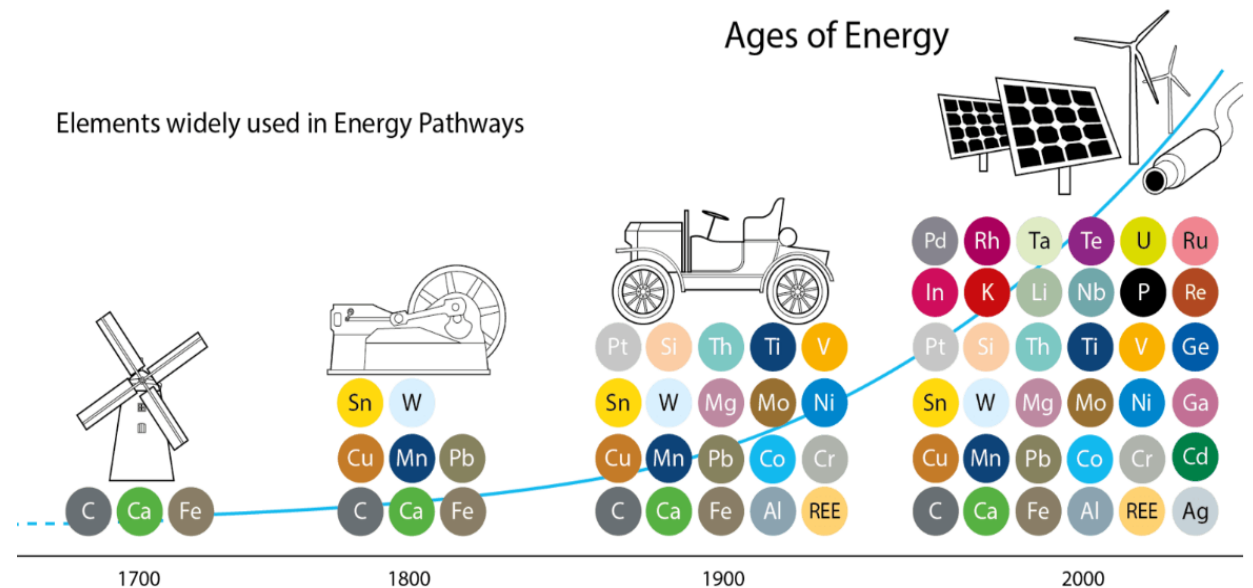 Ages of Energy
Elements widely used in Energy Pathways
Pd Rh Ta Te U Ru
In K Li Nb P Re
Pt Si Th Ti V
Pt Si Th Ti V Ge
Sn W
Sn W Mg Mo Ni
Sn W Mg Mo Ni Ga
Cu Mn Pb
Cu Mn Pb Co Cr
Cu Mn Pb Co Cr Cd
C Ca Fe
C Ca Fe
C Ca Fe Al REE
C Ca Fe Al REE Ag
1700 1800 1900 2000